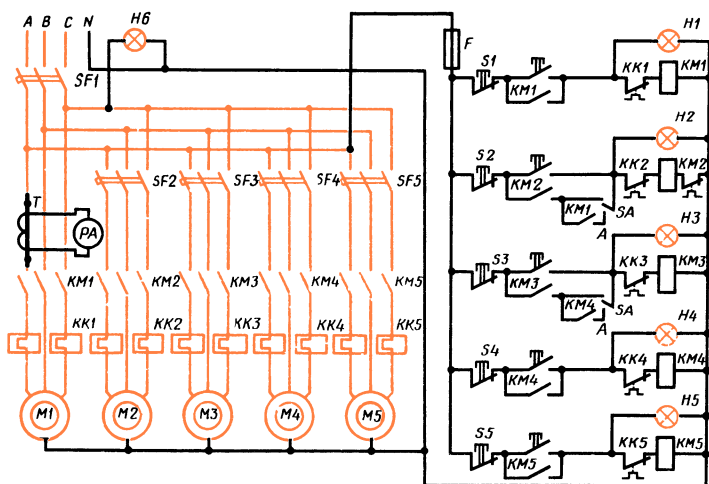 A B C N
H6
F
SF1
S1
KM1
H1
KK1
KM1
SF2
SF3
SF4
SF5
S2
KM2
KM1
SA
A
H2
KK2
KM2
T
PA
S3
KM3
KM4
SA
A
H3
KK3
KM3
KM1
KM2
KM3
KM4
KM5
KK1
KK2
KK3
KK4
KK5
S4
KM4
H4
KK4
KM4
M1
M2
M3
M4
M5
S5
KM5
H5
KK5
KM5